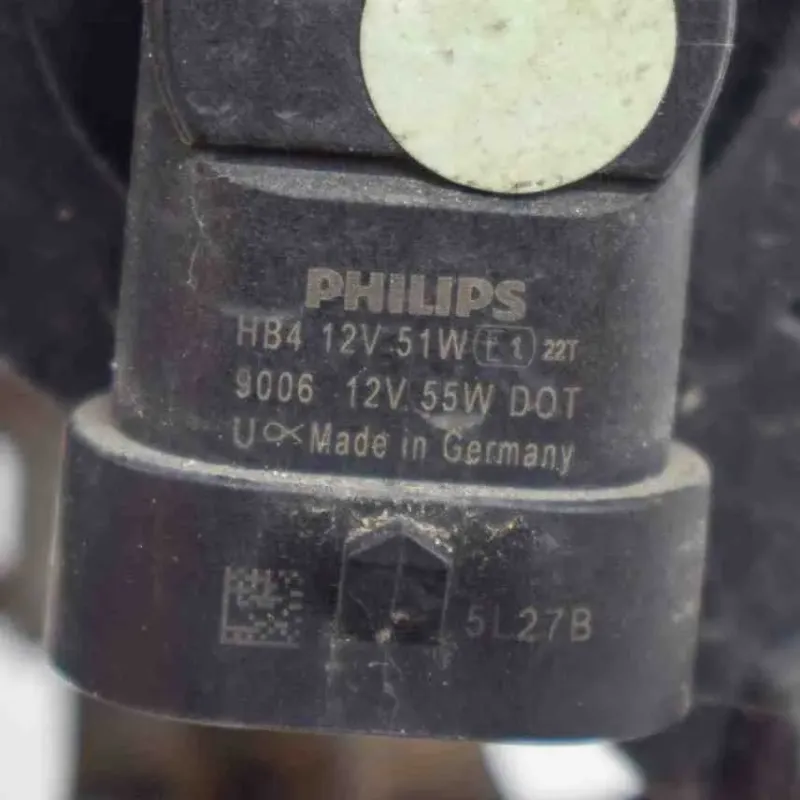 PHILIPS
HB4 12V 51W E1 22T
9006 12V 55W DOT
U ∝ Made in Germany
5L27B